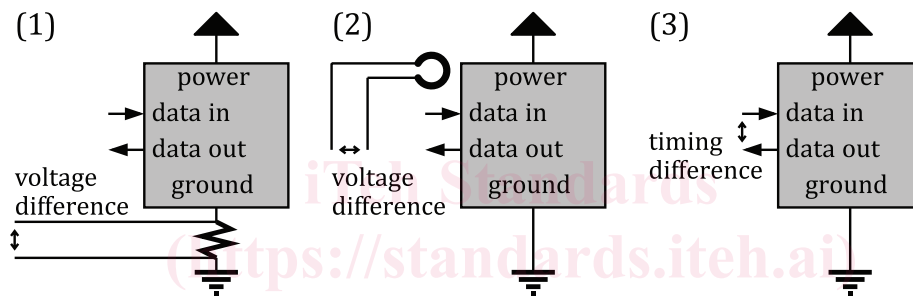 (1)
power
data in
data out
ground
voltage
difference
(2)
power
data in
data out
ground
voltage
difference
(3)
power
data in
data out
ground
timing
difference
iTeh Standards
(https://standards.iteh.ai)